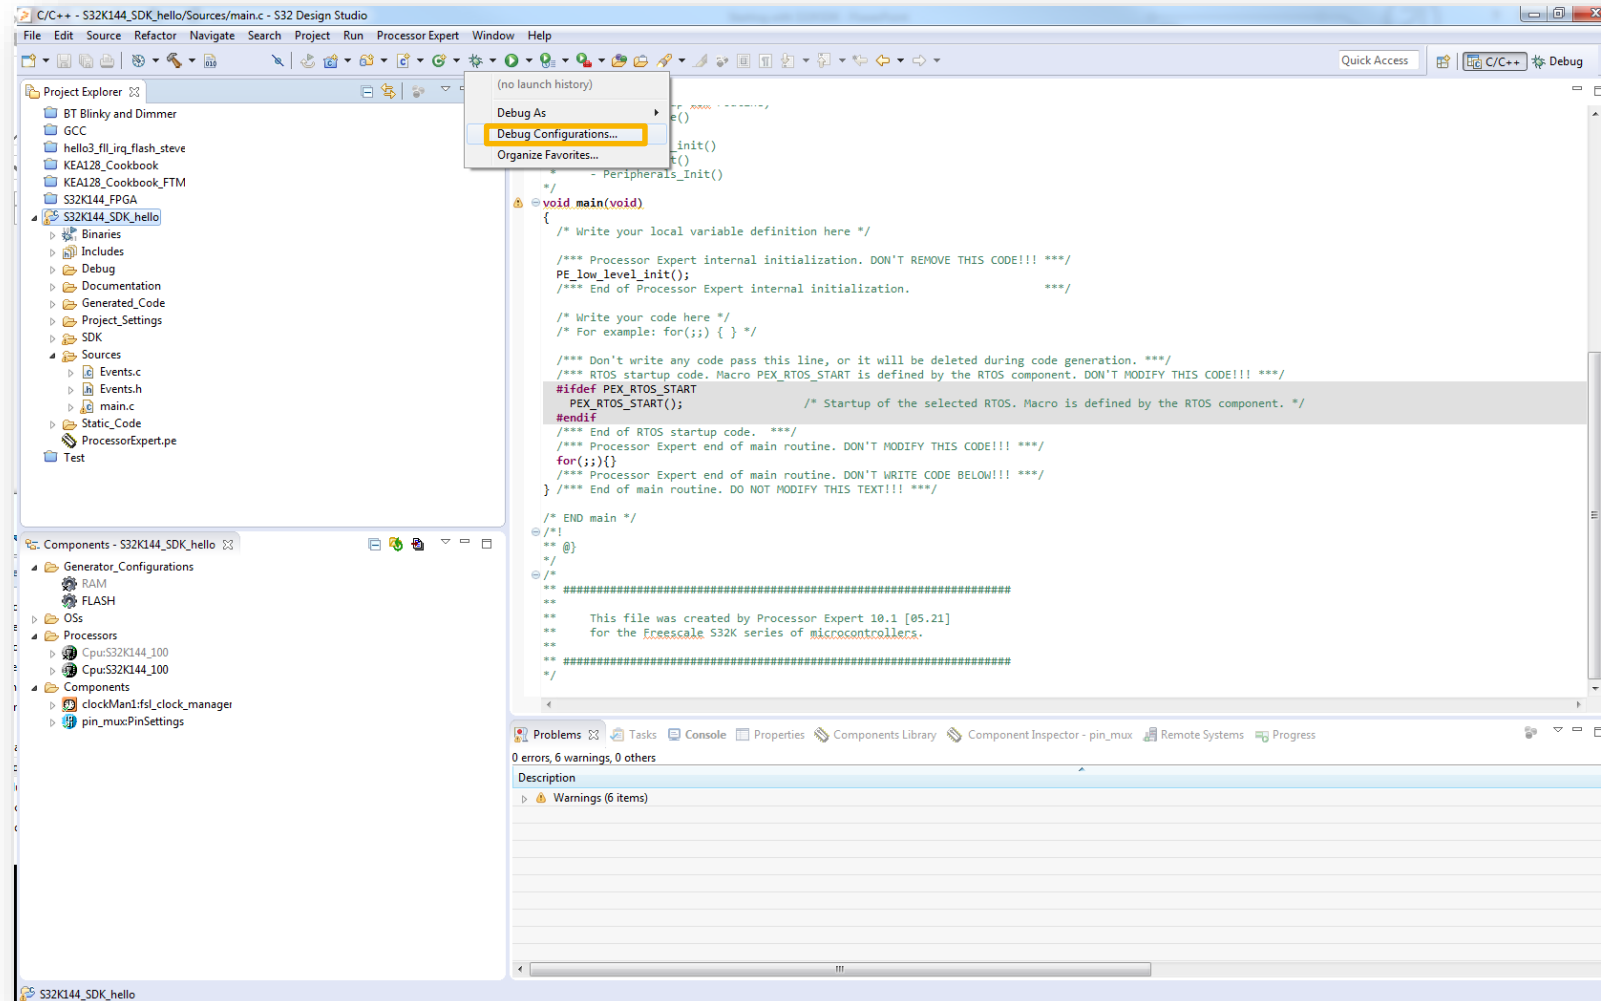 C/C++ - S32K144_SDK_hello/Sources/main.c - S32 Design Studio
File Edit Source Refactor Navigate Search Project Run Processor Expert Window Help
Quick Access
C/C++
Debug
Project Explorer
BT Blinky and Dimmer
GCC
hello3_fll_irq_flash_steve
KEA128_Cookbook
KEA128_Cookbook_FTM
S32K144_FPGA
S32K144_SDK_hello
Binaries
Includes
Debug
Documentation
Generated_Code
Project_Settings
SDK
Sources
Events.c
Events.h
main.c
Static_Code
ProcessorExpert.pe
Test
(no launch history)
Debug As
Debug Configurations...
Organize Favorites...
e()
_init()
t()
* - Peripherals_Init()
*/
void main(void)
{
/* Write your local variable definition here */
/*** Processor Expert internal initialization. DON'T REMOVE THIS CODE!!! ***/
PE_low_level_init();
/*** End of Processor Expert internal initialization. ***/
/* Write your code here */
/* For example: for(;;) { } */
/*** Don't write any code pass this line, or it will be deleted during code generation. ***/
/*** RTOS startup code. Macro PEX_RTOS_START is defined by the RTOS component. DON'T MODIFY THIS CODE!!! ***/
#ifdef PEX_RTOS_START
PEX_RTOS_START(); /* Startup of the selected RTOS. Macro is defined by the RTOS component. */
#endif
/*** End of RTOS startup code. ***/
/*** Processor Expert end of main routine. DON'T MODIFY THIS CODE!!! ***/
for(;;){}
/*** Processor Expert end of main routine. DON'T WRITE CODE BELOW!!! ***/
} /*** End of main routine. DO NOT MODIFY THIS TEXT!!! ***/
/* END main */
/*!
** @}
*/
/*
** ###################################################################
**
** This file was created by Processor Expert 10.1 [05.21]
** for the Freescale S32K series of microcontrollers.
**
** ###################################################################
*/
Components - S32K144_SDK_hello
Generator_Configurations
RAM
FLASH
OSs
Processors
Cpu:S32K144_100
Cpu:S32K144_100
Components
clockMan1:fsl_clock_manager
pin_mux:PinSettings
Problems Tasks Console Properties Components Library Component Inspector - pin_mux Remote Systems Progress
0 errors, 6 warnings, 0 others
Description
Warnings (6 items)
S32K144_SDK_hello